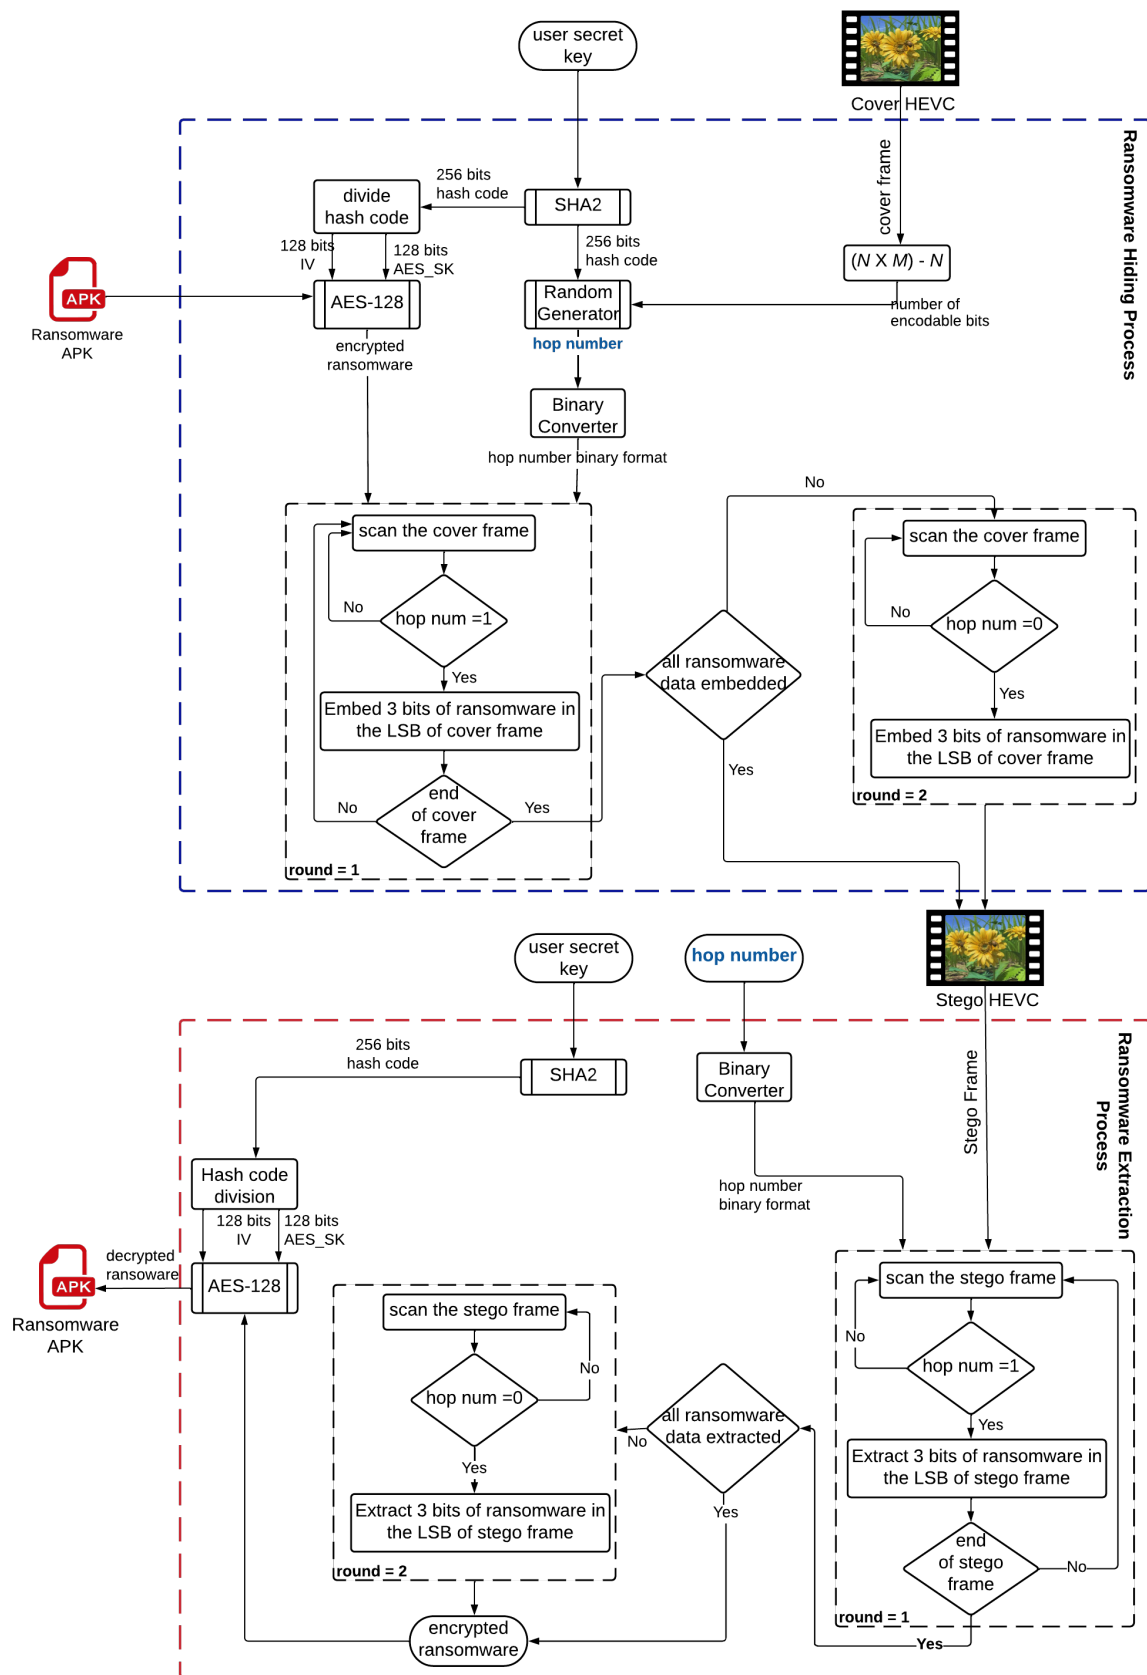 user secret
key
Cover HEVC
Ransomware Hiding Process
cover frame
256 bits
hash code
divide
hash code
SHA2
128 bits
IV
128 bits
AES_SK
256 bits
hash code
(N X M) - N
APK
Ransomware
APK
AES-128
Random
Generator
number of
encodable bits
encrypted
ransomware
hop number
Binary
Converter
hop number binary format
scan the cover frame
No
hop num =1
Yes
Embed 3 bits of ransomware in
the LSB of cover frame
No
end
of cover
frame
Yes
round = 1
No
all ransomware
data embedded
Yes
scan the cover frame
No
hop num =0
Yes
Embed 3 bits of ransomware in
the LSB of cover frame
round = 2
Stego HEVC
user secret
key
hop number
Ransomware Extraction
Process
Stego Frame
256 bits
hash code
SHA2
Binary
Converter
Hash code
division
hop number
binary format
128 bits
IV
128 bits
AES_SK
decrypted
ransoware
APK
Ransomware
APK
AES-128
scan the stego frame
No
hop num =1
Yes
Extract 3 bits of ransomware in
the LSB of stego frame
end
of stego
frame
No
round = 1
Yes
all ransomware
data extracted
No
Yes
scan the stego frame
No
hop num =0
Yes
Extract 3 bits of ransomware in
the LSB of stego frame
round = 2
encrypted
ransomware